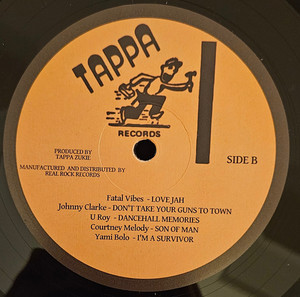 TAPPA
RECORDS
PRODUCED BY
TAPPA ZUKIE
SIDE B
MANUFACTURED AND DISTRIBUTED BY
REAL ROCK RECORDS
Fatal Vibes - LOVE JAH
Johnny Clarke - DON'T TAKE YOUR GUNS TO TOWN
U Roy - DANCEHALL MEMORIES
Courtney Melody - SON OF MAN
Yami Bolo - I'M A SURVIVOR